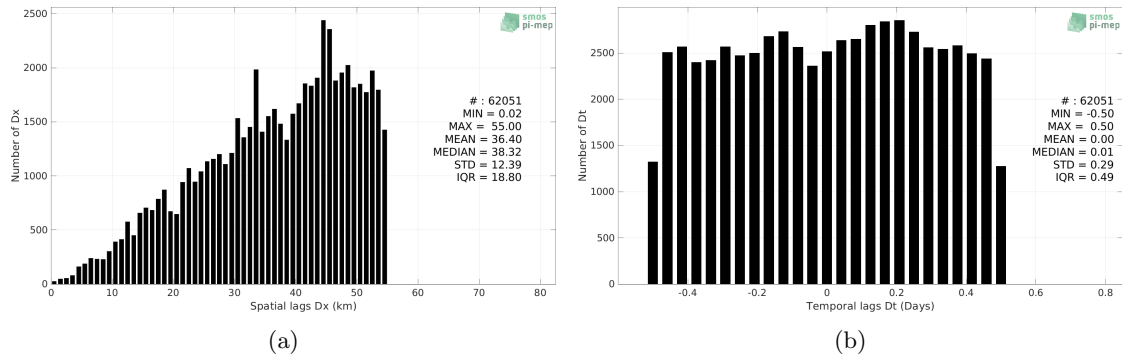 smos
pi-mep
2500
2000
1500
1000
500
0
Number of Dx
# : 62051
MIN = 0.02
MAX = 55.00
MEAN = 36.40
MEDIAN = 38.32
STD = 12.39
IQR = 18.80
0 10 20 30 40 50 60 70 80
Spatial lags Dx (km)
(a)
smos
pi-mep
2500
2000
1500
1000
500
0
Number of Dt
# : 62051
MIN = -0.50
MAX = 0.50
MEAN = 0.00
MEDIAN = 0.01
STD = 0.29
IQR = 0.49
-0.4 -0.2 0 0.2 0.4 0.6 0.8
Temporal lags Dt (Days)
(b)